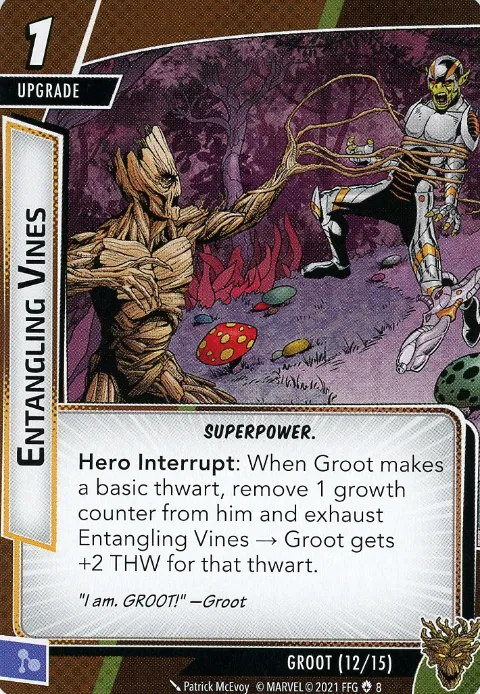 1
UPGRADE
ENTANGLING VINES
SUPERPOWER.
Hero Interrupt: When Groot makes
a basic thwart, remove 1 growth
counter from him and exhaust
Entangling Vines → Groot gets
+2 THW for that thwart.
"I am. GROOT!" –Groot
GROOT (12/15)
Patrick McEvoy © MARVEL © 2021 FFG 8